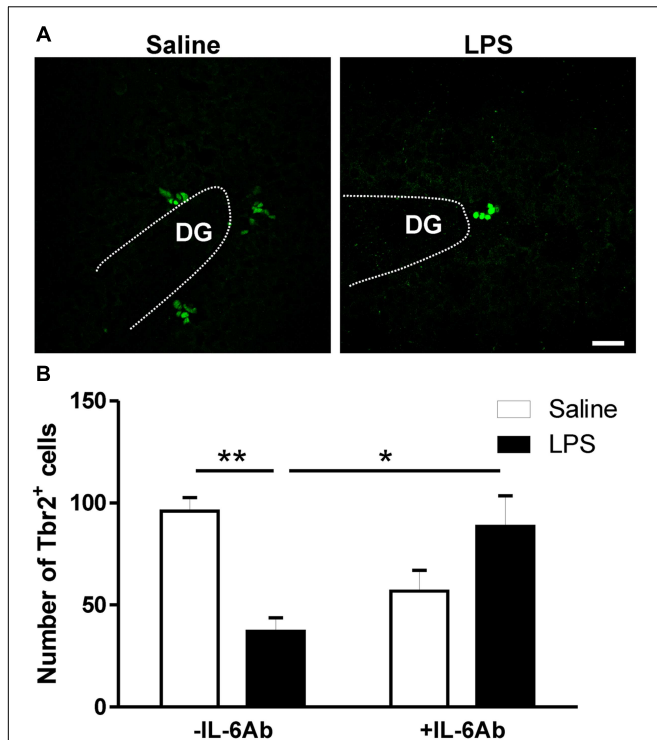 A
Saline
LPS
DG
DG
B
Number of Tbr2+ cells
150
100
50
0
**
*
Saline
LPS
-IL-6Ab
+IL-6Ab